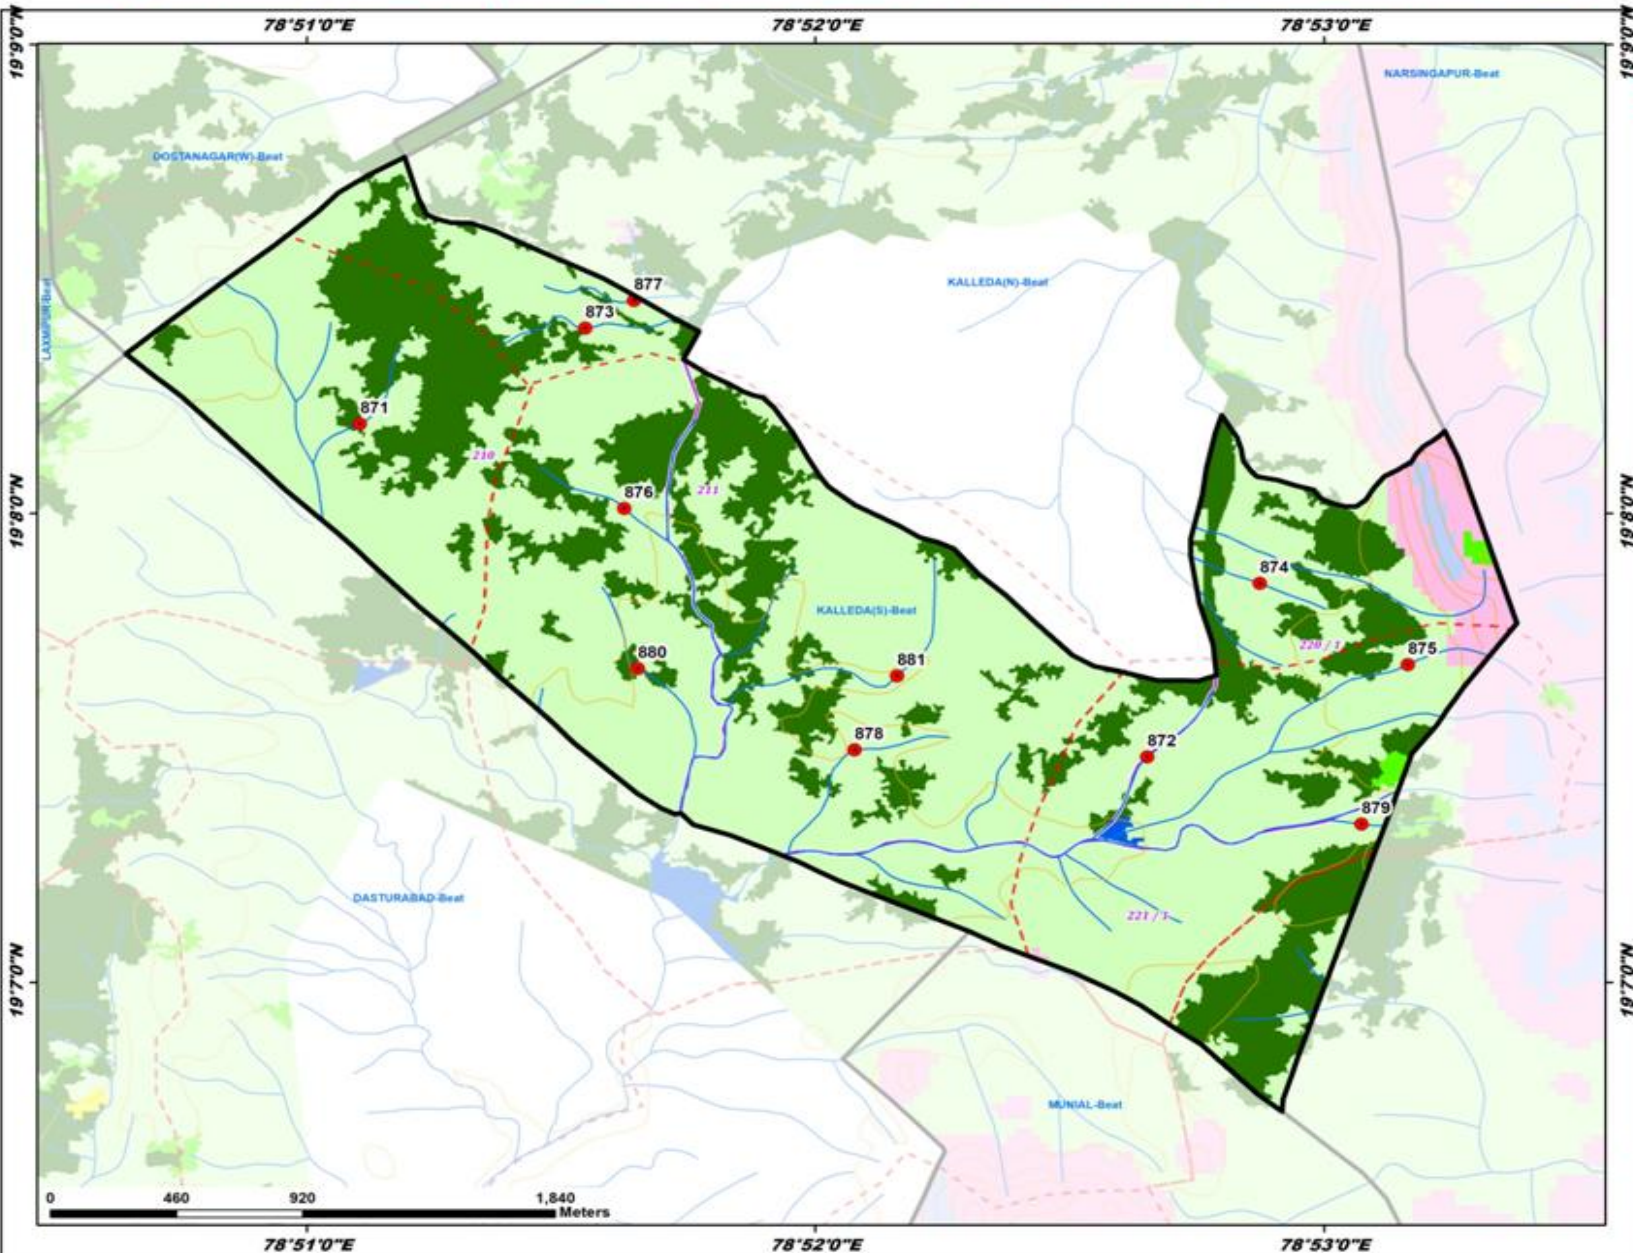 78°51'0"E 78°52'0"E 78°53'0"E
19°9'0"N 19°9'0"N
NARSINGAPUR-Beat
DOSTANAGAR(W)-Beat
KALLEDA(N)-Beat
LAXMIPUR-Beat
877
873
871
210
876
211
19°8'0"N 19°8'0"N
874
KALLEDA(S)-Beat
220 / 1
880
881
875
878
872
879
DASTURABAD-Beat
221 / 1
19°7'0"N 19°7'0"N
MUNIAL-Beat
0 460 920 1,840
Meters
78°51'0"E 78°52'0"E 78°53'0"E